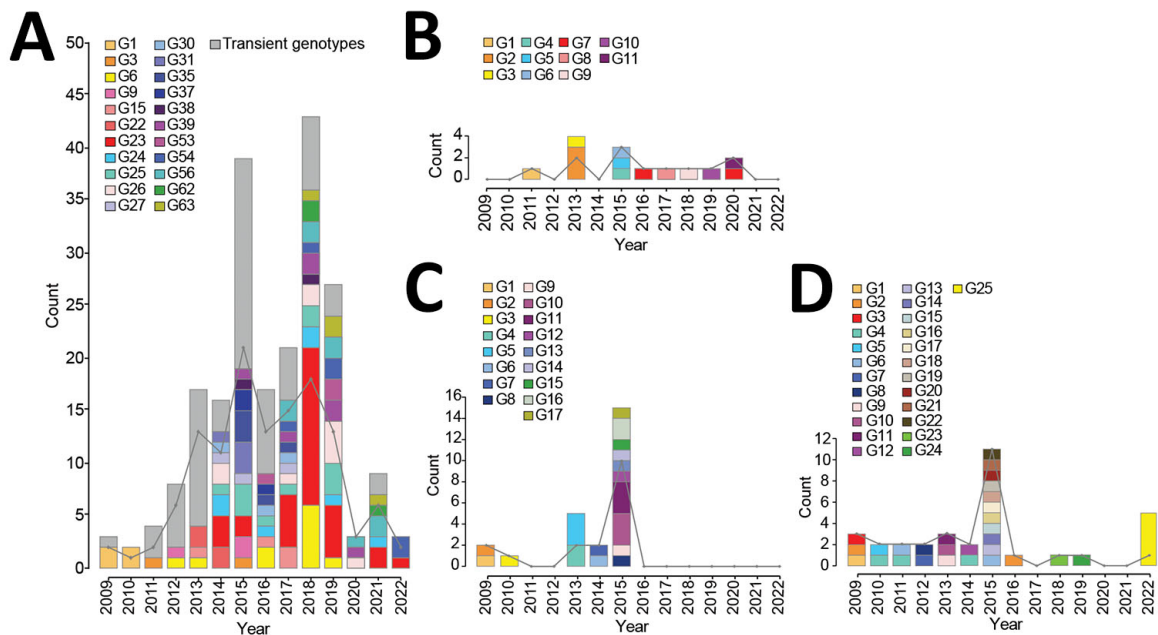 A
50
45
40
35
30
25
20
15
10
5
0
Count
G1 G30 Transient genotypes
G3 G31
G6 G35
G9 G37
G15 G38
G22 G39
G23 G53
G24 G54
G25 G56
G26 G62
G27 G63
2009 2010 2011 2012 2013 2014 2015 2016 2017 2018 2019 2020 2021 2022
Year
B
G1 G4 G7 G10
G2 G5 G8 G11
G3 G6 G9
4
2
0
Count
2009 2010 2011 2012 2013 2014 2015 2016 2017 2018 2019 2020 2021 2022
Year
C
G1 G9
G2 G10
G3 G11
G4 G12
G5 G13
G6 G14
G7 G15
G8 G16
G17
16
14
12
10
8
6
4
2
0
Count
2009 2010 2011 2012 2013 2014 2015 2016 2017 2018 2019 2020 2021 2022
Year
D
G1 G13 G25
G2 G14
G3 G15
G4 G16
G5 G17
G6 G18
G7 G19
G8 G20
G9 G21
G10 G22
G11 G23
G12 G24
12
10
8
6
4
2
0
Count
2009 2010 2011 2012 2013 2014 2015 2016 2017 2018 2019 2020 2021 2022
Year